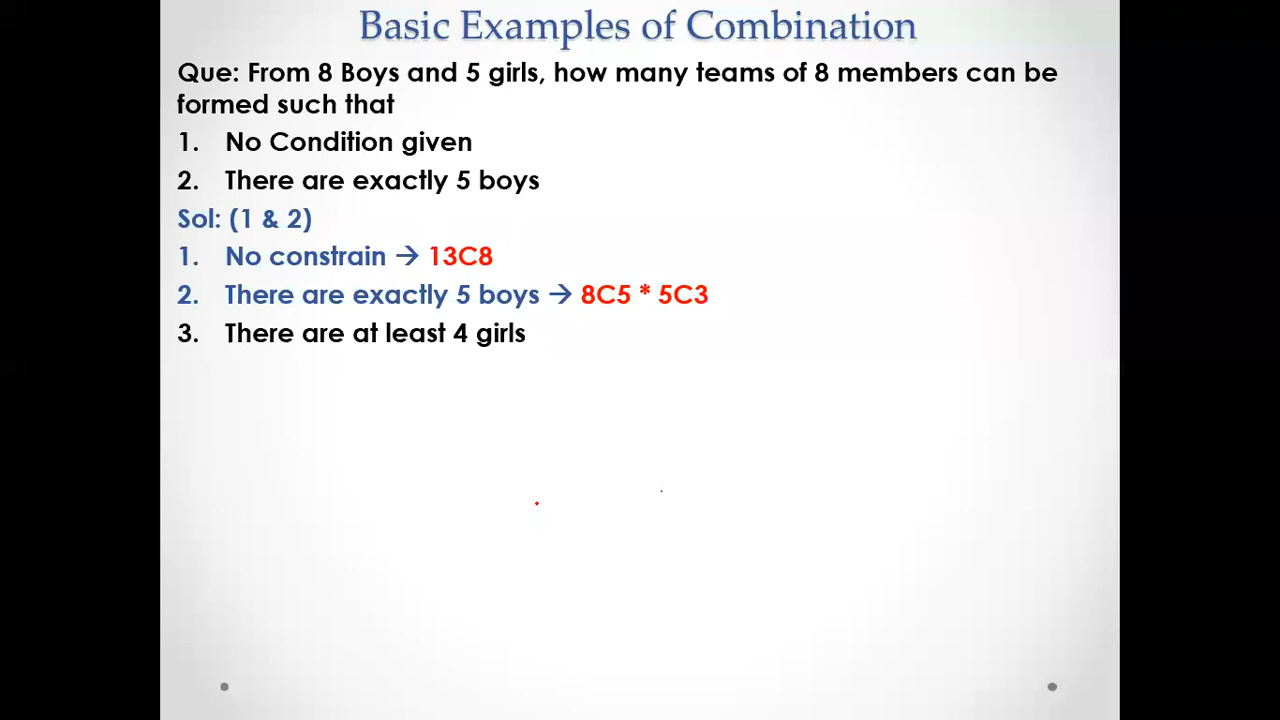 Basic Examples of Combination
Que: From 8 Boys and 5 girls, how many teams of 8 members can be
formed such that
1. No Condition given
2. There are exactly 5 boys
Sol: (1 & 2)
1. No constrain → 13C8
2. There are exactly 5 boys → 8C5 * 5C3
3. There are at least 4 girls